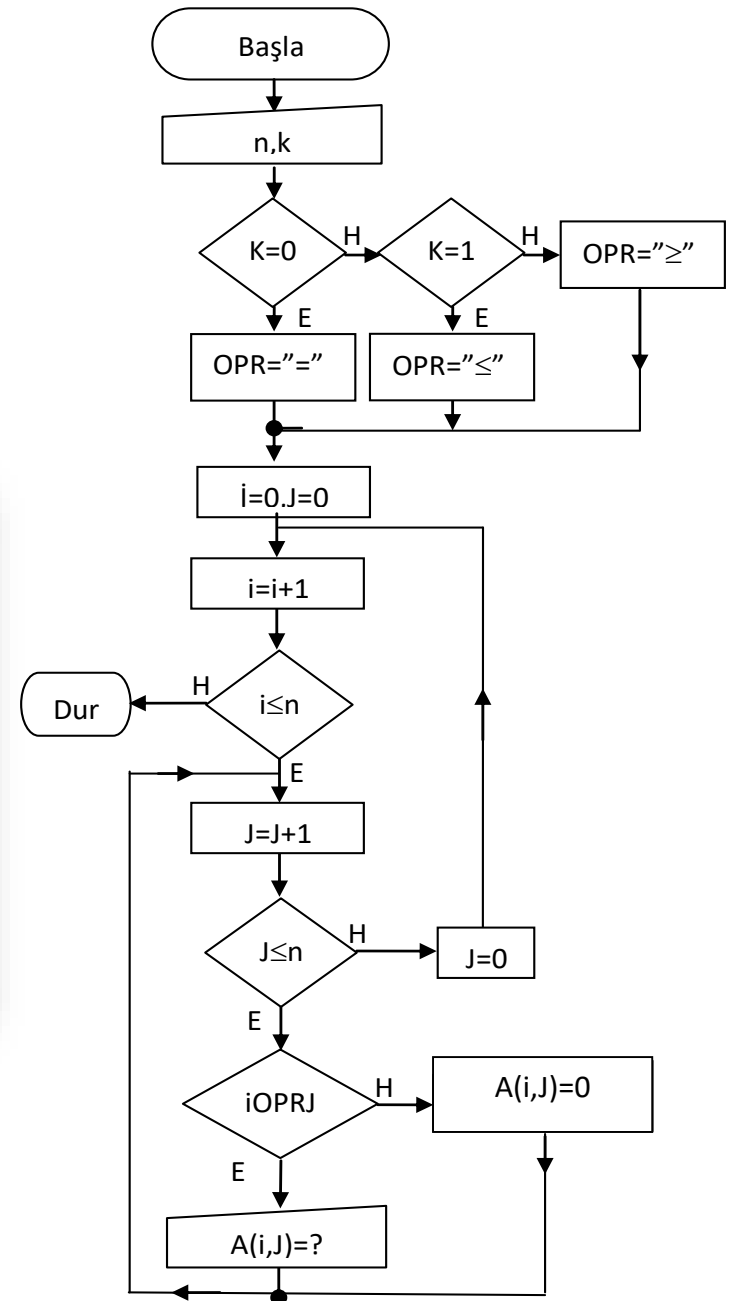 Başla
n,k
K=0
H
K=1
H
OPR=”≥”
E
E
OPR=”=”
OPR=”≤”
İ=0.J=0
i=i+1
H
i≤n
Dur
E
J=J+1
J≤n
H
J=0
E
iOPRJ
H
A(i,J)=0
E
A(i,J)=?